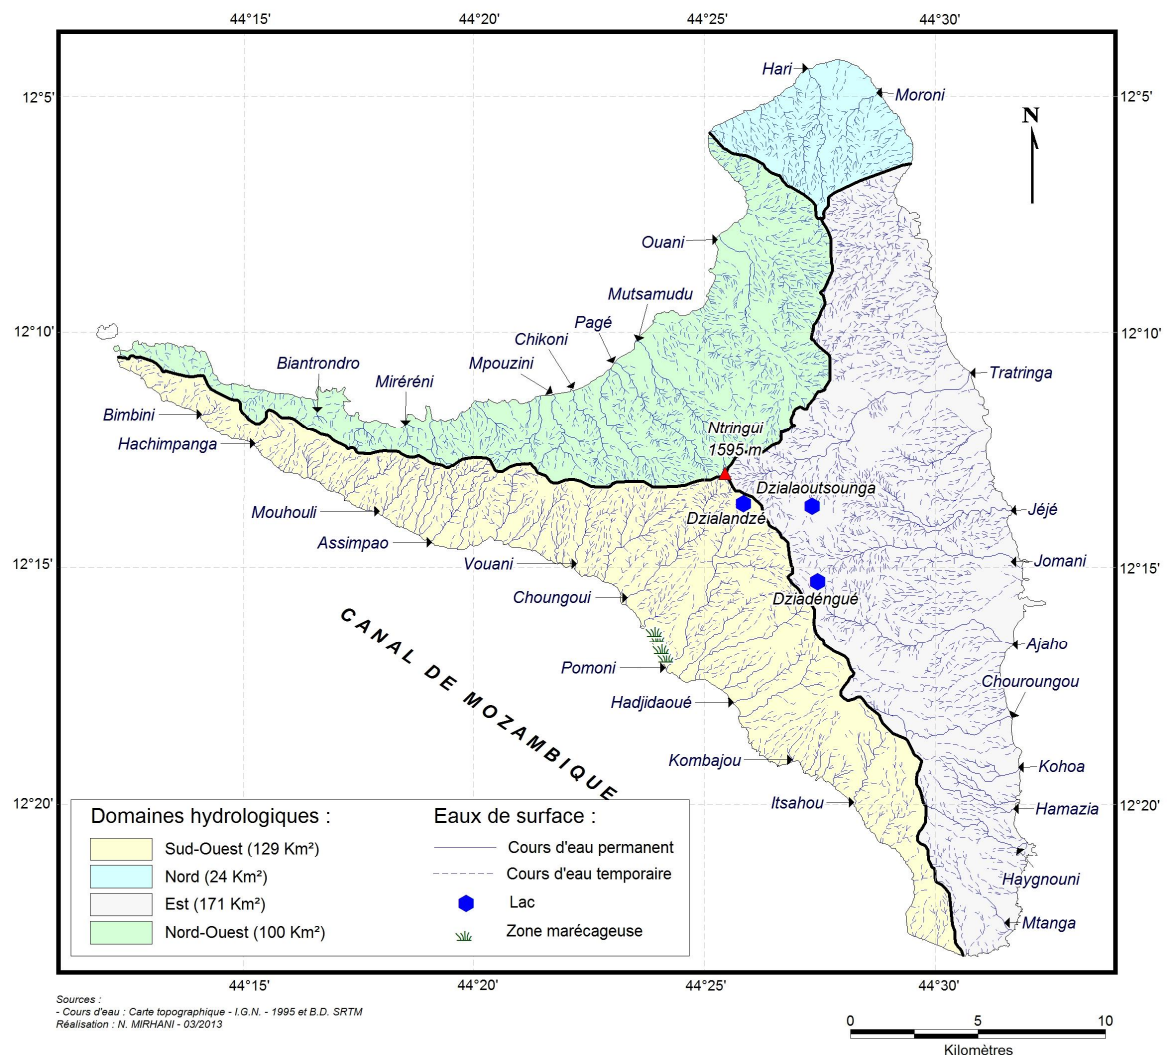 44°15'
44°20'
44°25'
44°30'
12°5'
12°5'
Hari
Moroni
N
Ouani
Mutsamudu
Pagé
Chikoni
Mpouzini
12°10'
12°10'
Biantrondro
Miréréni
Tratringa
Bimbini
Hachimpanga
Ntringui
1595 m
Dzialaoutsounga
Dzialandzé
Mouhouli
Jéjé
Assimpao
Vouani
Jomani
12°15'
12°15'
Choungoui
Dziadéngué
CANAL DE MOZAMBIQUE
Pomoni
Ajaho
Hadjidaoué
Chouroungou
Kombajou
Kohoa
Itsahou
Hamazia
12°20'
12°20'
Haygnouni
Mtanga
Domaines hydrologiques :
Sud-Ouest (129 Km²)
Nord (24 Km²)
Est (171 Km²)
Nord-Ouest (100 Km²)
Eaux de surface :
Cours d'eau permanent
Cours d'eau temporaire
Lac
Zone marécageuse
44°15'
44°20'
44°25'
44°30'
Sources :
- Cours d'eau : Carte topographique - I.G.N. - 1995 et B.D. SRTM
Réalisation : N. MIRHANI - 03/2013
0
5
10
Kilomètres